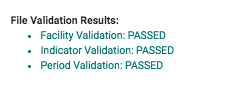 File Validation Results:
Facility Validation: PASSED
Indicator Validation: PASSED
Period Validation: PASSED